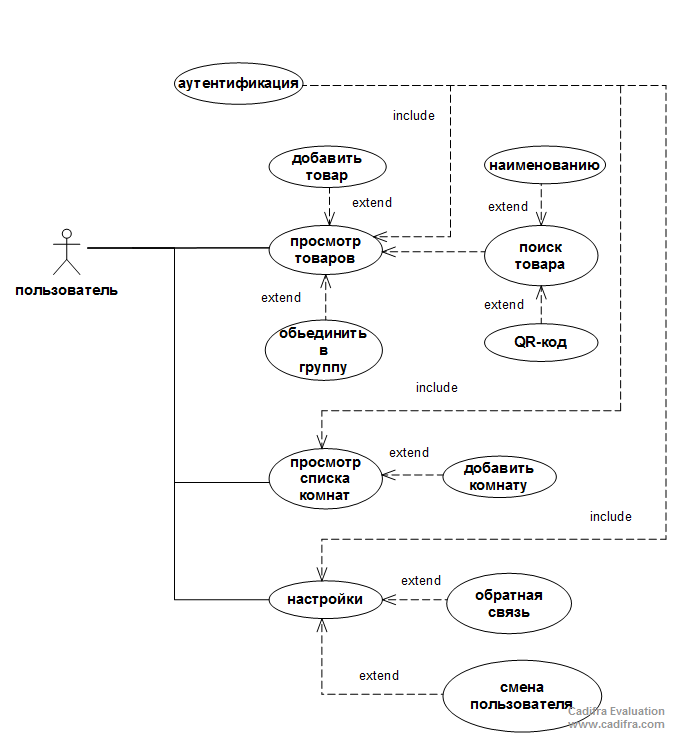 аутентификация
include
добавить
товар
наименованию
extend
extend
просмотр
товаров
поиск
товара
пользователь
extend
extend
обьединить
в
группу
QR-код
include
просмотр
списка
комнат
extend
добавить
комнату
include
настройки
extend
обратная
связь
extend
смена
пользователя
Cadifra Evaluation
www.cadifra.com